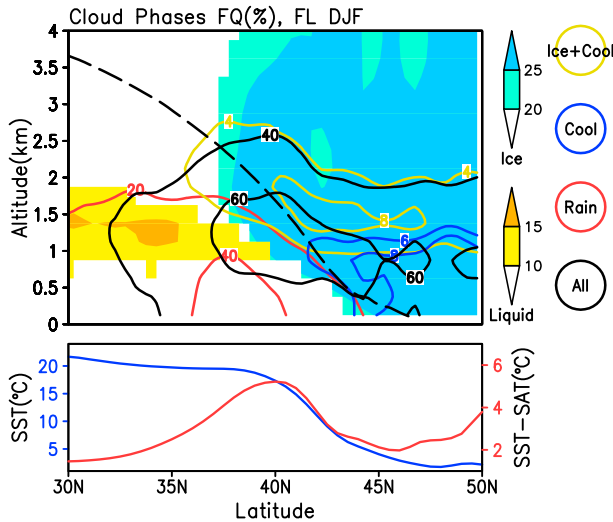 Cloud Phases FQ(%), FL DJF
4
3.5
3
2.5
2
1.5
1
0.5
0
Altitude(km)
4
40
4
20
60
8
6
8
60
40
25
20
Ice
15
10
Liquid
Ice+Cool
Cool
Rain
All
20
15
10
5
SST(°C)
6
4
2
SST-SAT(°C)
30N
35N
40N
45N
50N
Latitude